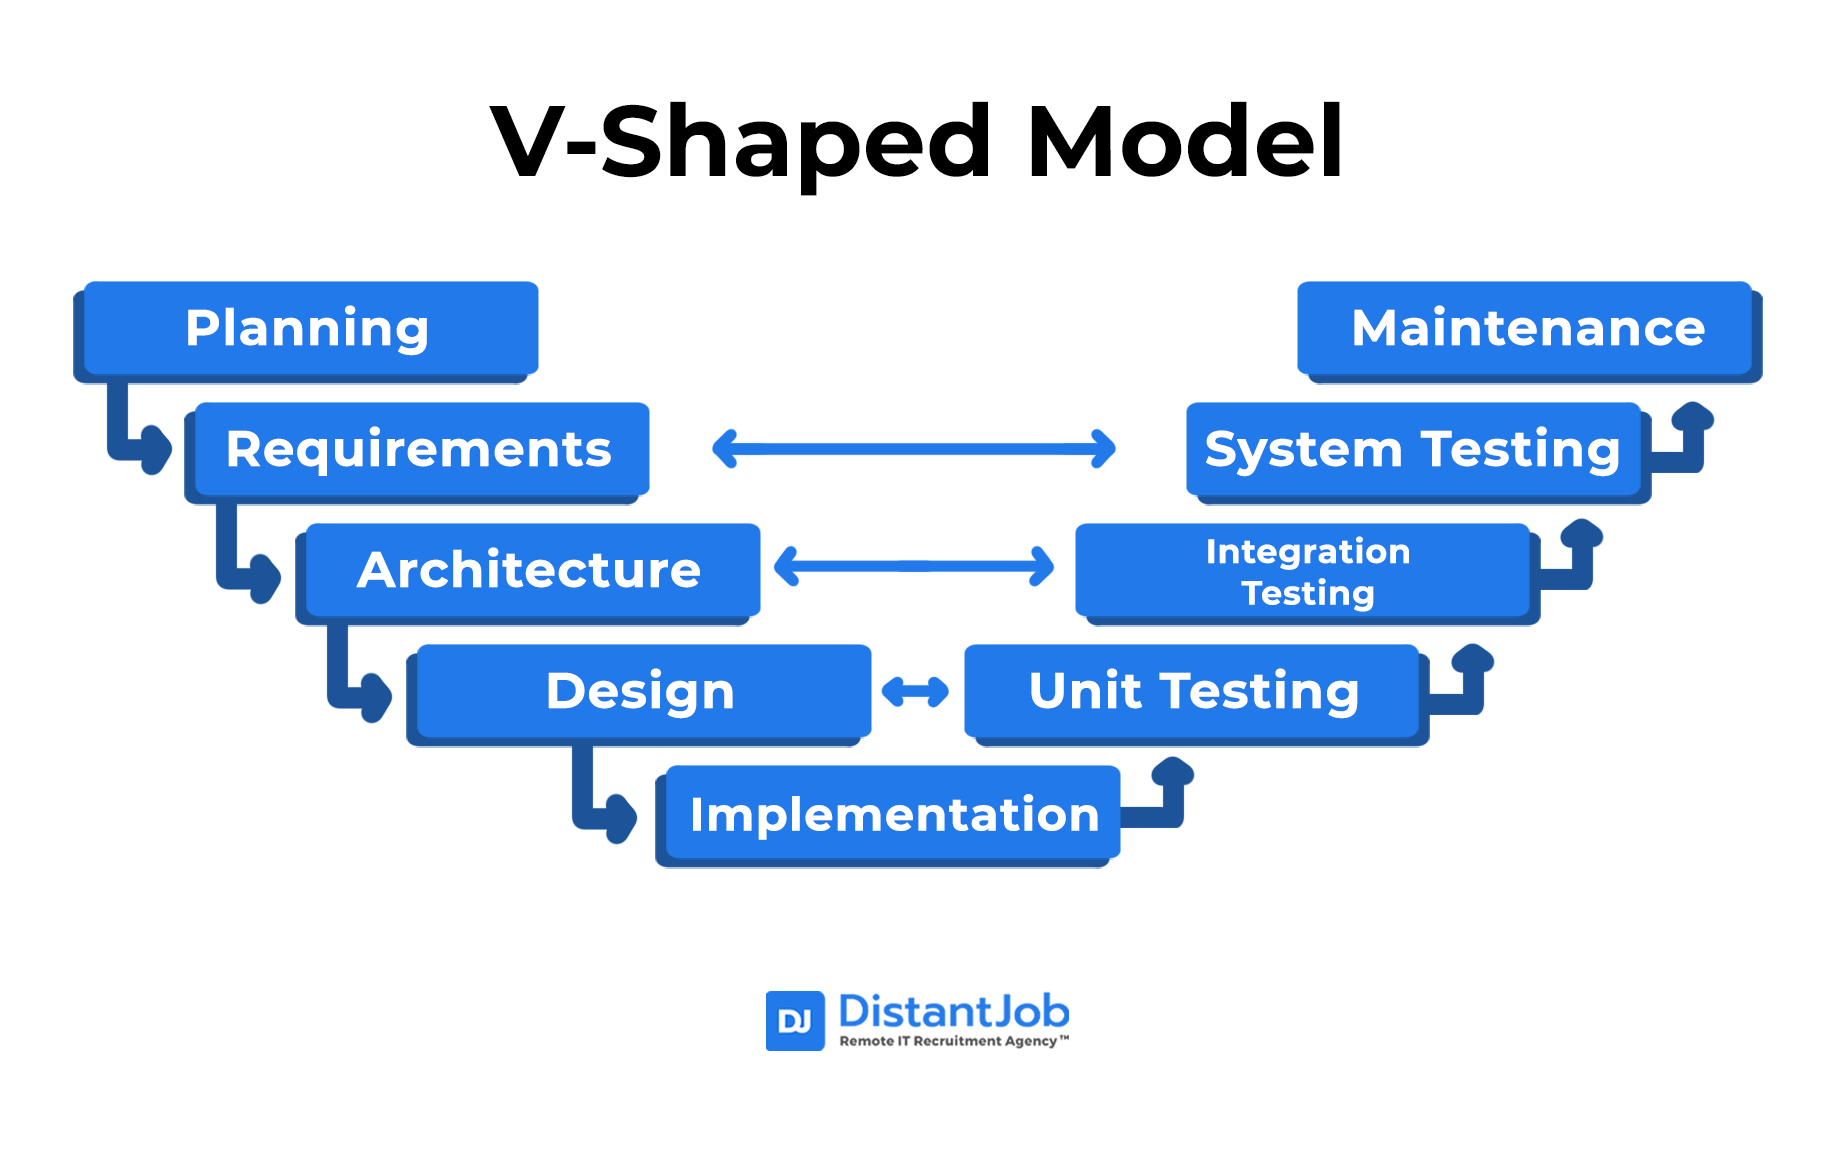 V-Shaped Model
Planning
Maintenance
Requirements
System Testing
Architecture
Integration
Testing
Design
Unit Testing
Implementation
DJ
DistantJob
Remote IT Recruitment Agency™